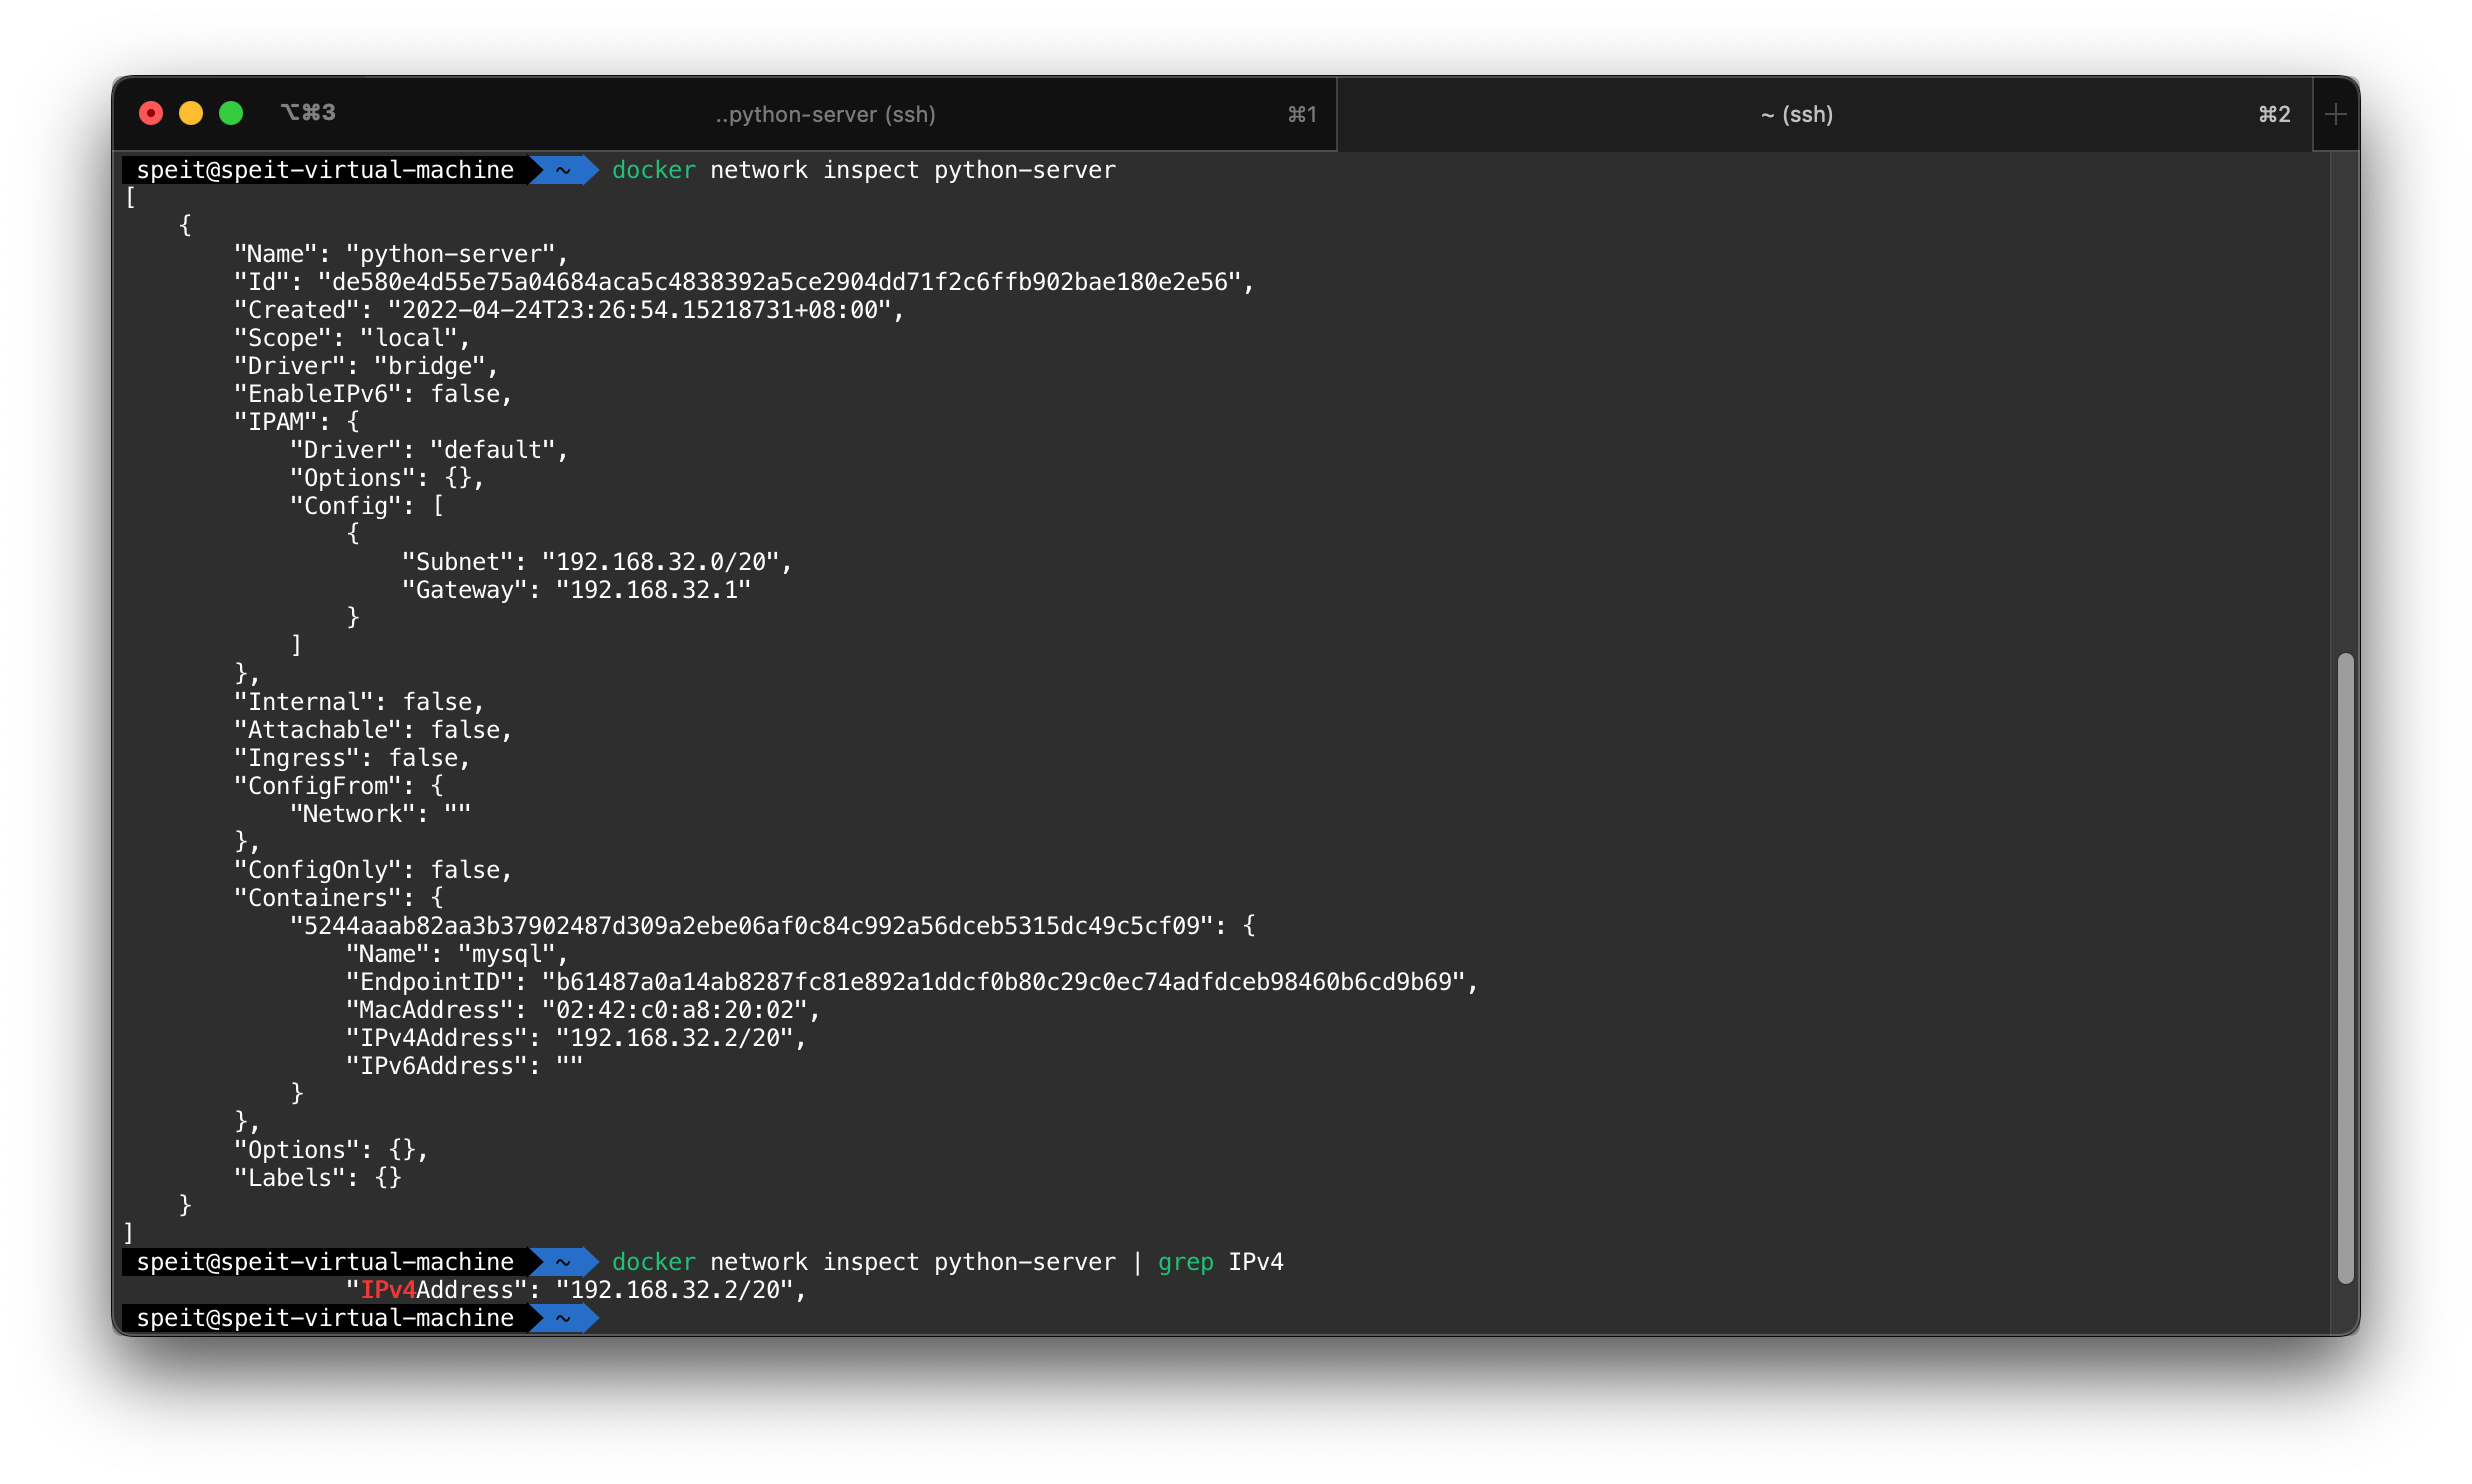 ⌥⌘3 ..python-server (ssh) ⌘1 ~ (ssh) ⌘2 +
speit@speit-virtual-machine ~ docker network inspect python-server
[
    {
        "Name": "python-server",
        "Id": "de580e4d55e75a04684aca5c4838392a5ce2904dd71f2c6ffb902bae180e2e56",
        "Created": "2022-04-24T23:26:54.15218731+08:00",
        "Scope": "local",
        "Driver": "bridge",
        "EnableIPv6": false,
        "IPAM": {
            "Driver": "default",
            "Options": {},
            "Config": [
                {
                    "Subnet": "192.168.32.0/20",
                    "Gateway": "192.168.32.1"
                }
            ]
        },
        "Internal": false,
        "Attachable": false,
        "Ingress": false,
        "ConfigFrom": {
            "Network": ""
        },
        "ConfigOnly": false,
        "Containers": {
            "5244aaab82aa3b37902487d309a2ebe06af0c84c992a56dceb5315dc49c5cf09": {
                "Name": "mysql",
                "EndpointID": "b61487a0a14ab8287fc81e892a1ddcf0b80c29c0ec74adfdceb98460b6cd9b69",
                "MacAddress": "02:42:c0:a8:20:02",
                "IPv4Address": "192.168.32.2/20",
                "IPv6Address": ""
            }
        },
        "Options": {},
        "Labels": {}
    }
]
speit@speit-virtual-machine ~ docker network inspect python-server | grep IPv4
                "IPv4Address": "192.168.32.2/20",
speit@speit-virtual-machine ~